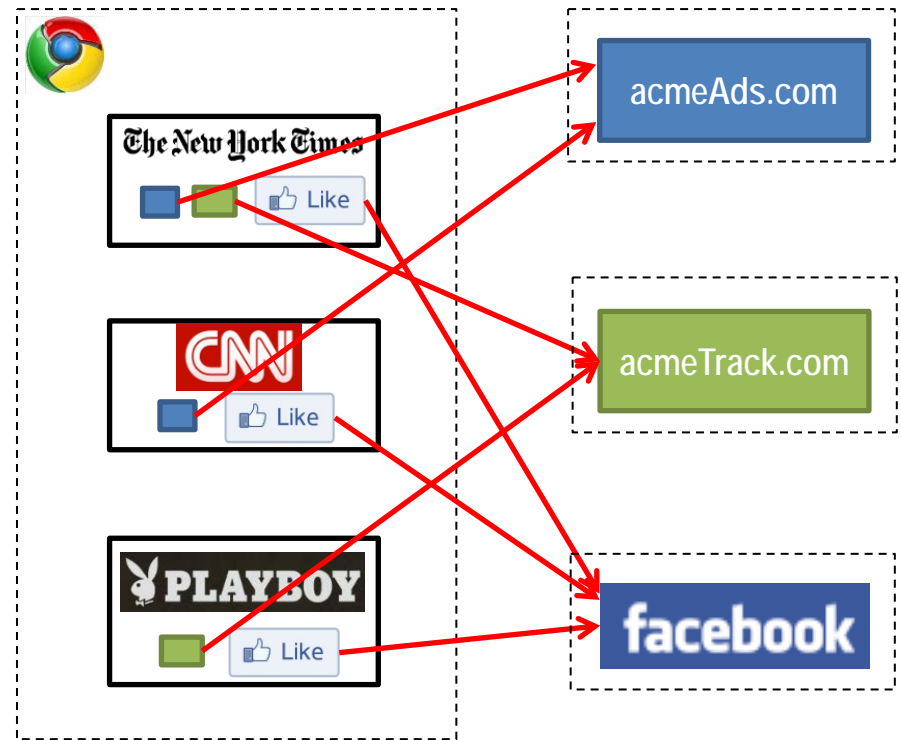 The New York Times
Like
CNN
Like
PLAYBOY
Like
acmeAds.com
acmeTrack.com
facebook